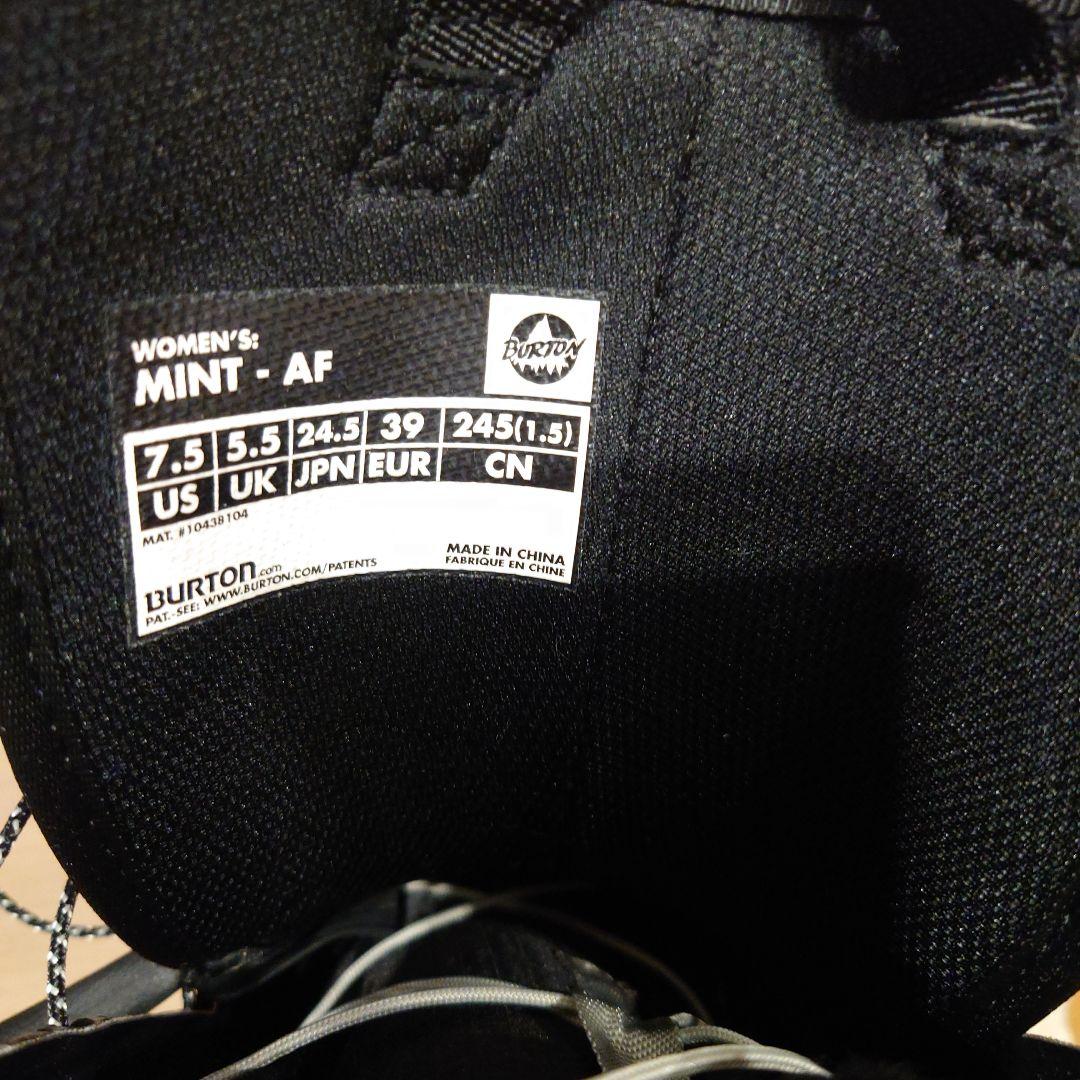 WOMEN'S:
MINT - AF
BURTON
7.5 5.5 24.5 39 245(1.5)
US UK JPN EUR CN
MAT. #10438104
BURTON.com
PAT.-SEE: WWW.BURTON.COM/PATENTS
MADE IN CHINA
FABRIQUE EN CHINE